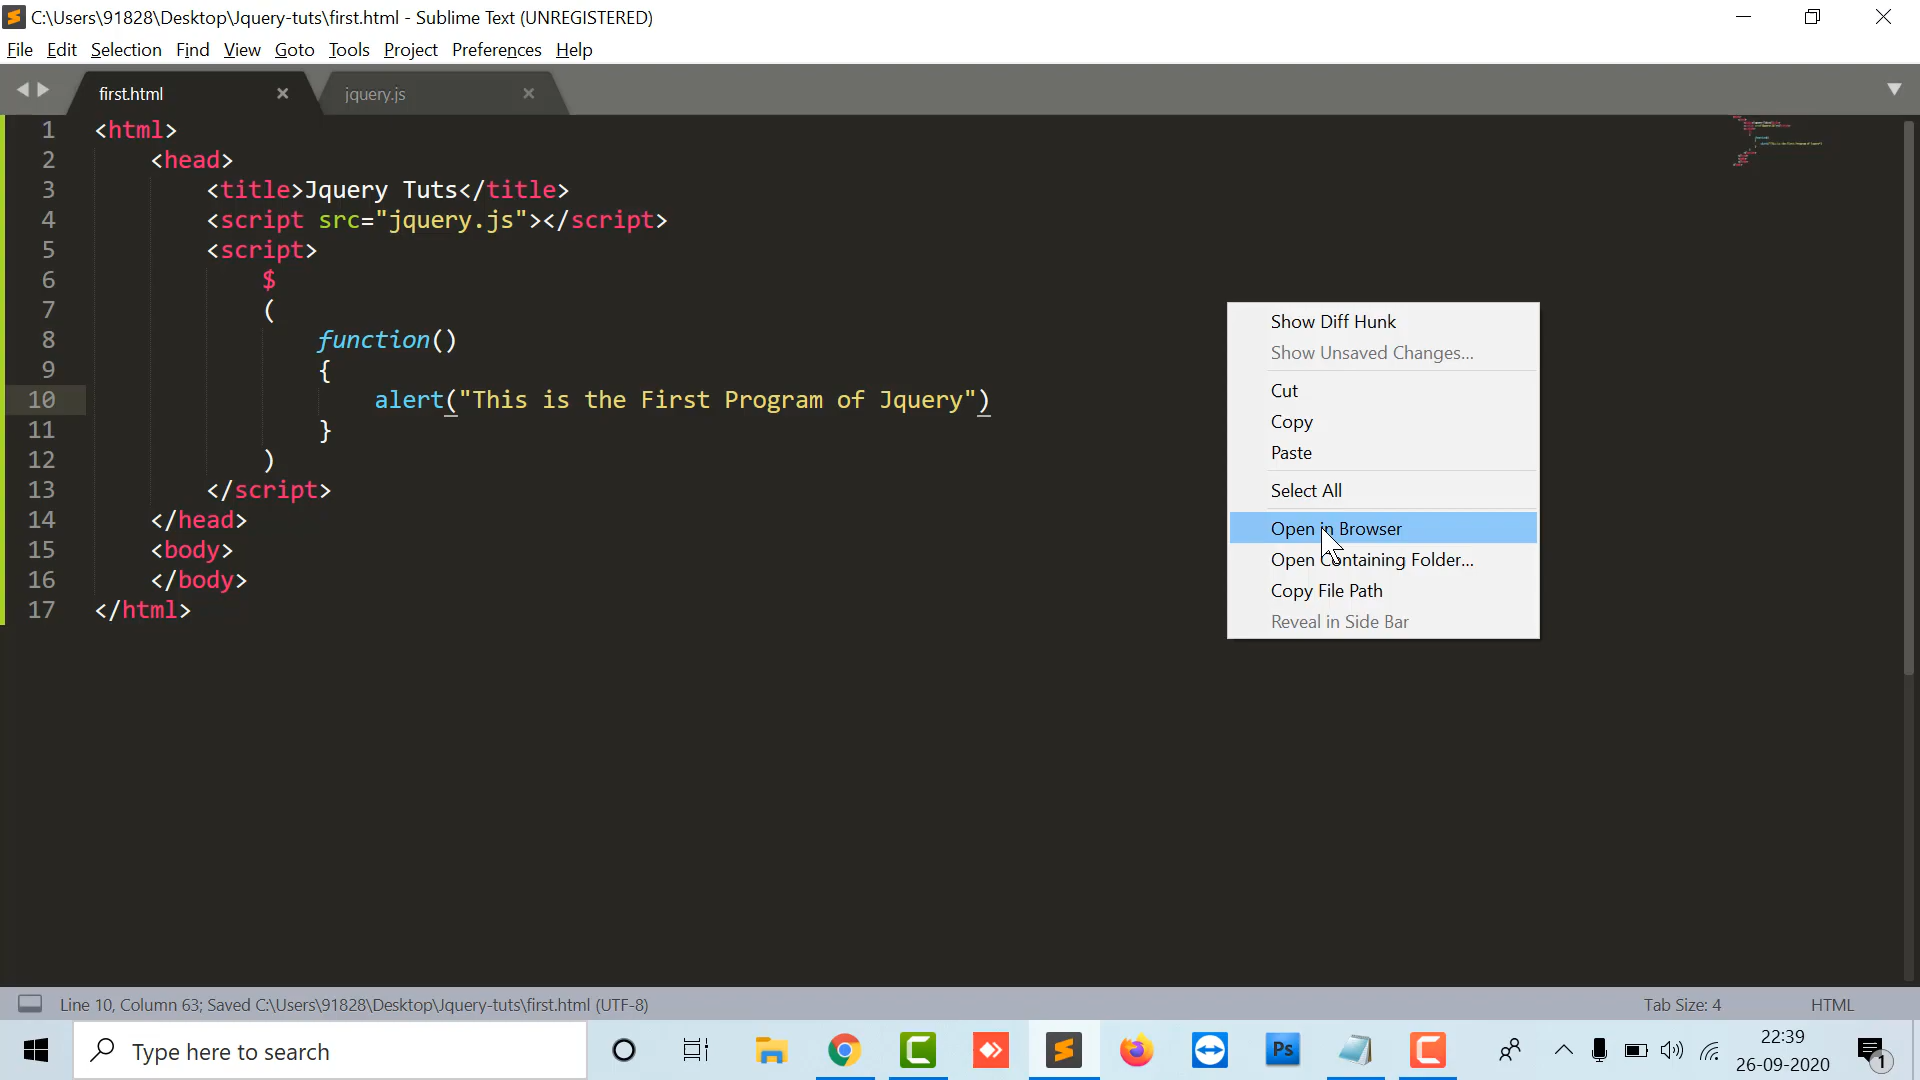 C:\Users\91828\Desktop\Jquery-tuts\first.html - Sublime Text (UNREGISTERED)
File Edit Selection Find View Goto Tools Project Preferences Help
first.html jquery.js
1 <html>
2 <head>
3 <title>Jquery Tuts</title>
4 <script src="jquery.js"></script>
5 <script>
6 $
7 (
8 function()
9 {
10 alert("This is the First Program of Jquery")
11 }
12 )
13 </script>
14 </head>
15 <body>
16 </body>
17 </html>
Show Diff Hunk
Show Unsaved Changes...
Cut
Copy
Paste
Select All
Open in Browser
Open Containing Folder...
Copy File Path
Reveal in Side Bar
Line 10, Column 63; Saved C:\Users\91828\Desktop\Jquery-tuts\first.html (UTF-8) Tab Size: 4 HTML
Type here to search
Ps
22:39
26-09-2020
1